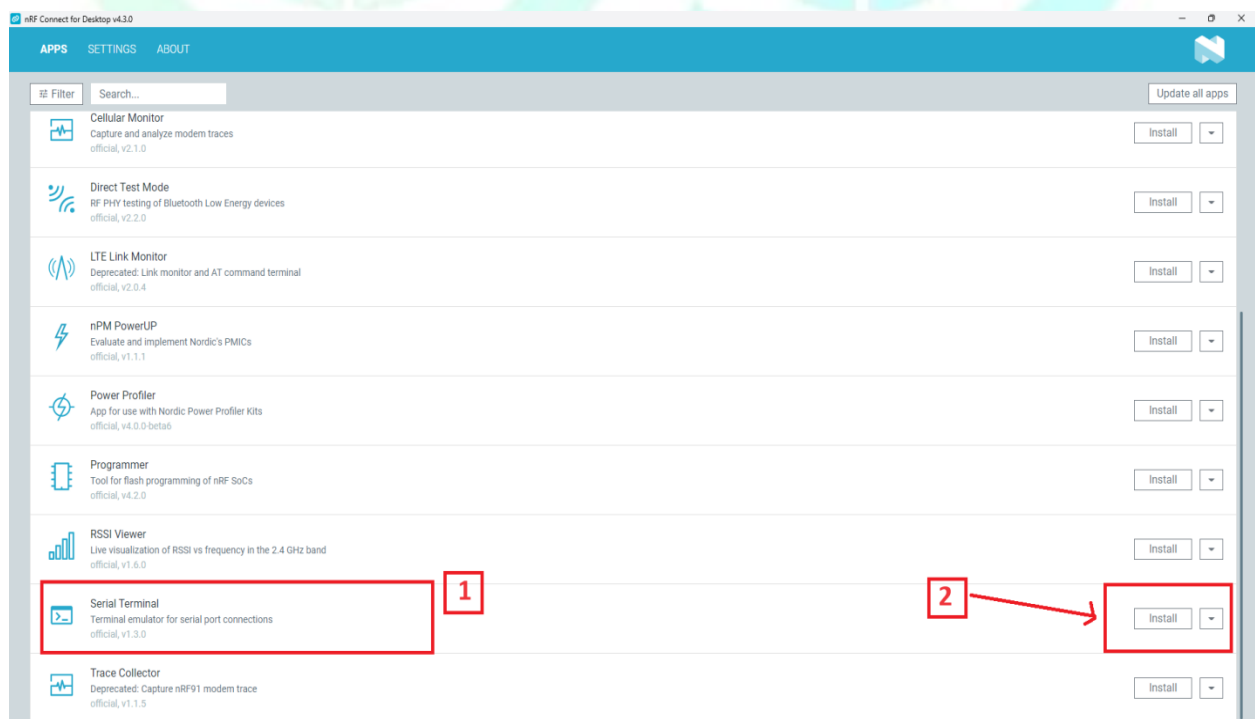 nRF Connect for Desktop v4.3.0
APPS SETTINGS ABOUT
Filter Search... Update all apps
Cellular Monitor
Capture and analyze modem traces
official, v2.1.0
Install
Direct Test Mode
RF PHY testing of Bluetooth Low Energy devices
official, v2.2.0
Install
LTE Link Monitor
Deprecated: Link monitor and AT command terminal
official, v2.0.4
Install
nPM PowerUP
Evaluate and implement Nordic's PMICs
official, v1.1.1
Install
Power Profiler
App for use with Nordic Power Profiler Kits
official, v4.0.0-beta6
Install
Programmer
Tool for flash programming of nRF SoCs
official, v4.2.0
Install
RSSI Viewer
Live visualization of RSSI vs frequency in the 2.4 GHz band
official, v1.6.0
Install
1
Serial Terminal
Terminal emulator for serial port connections
official, v1.3.0
2
Install
Trace Collector
Deprecated: Capture nRF91 modem trace
official, v1.1.5
Install